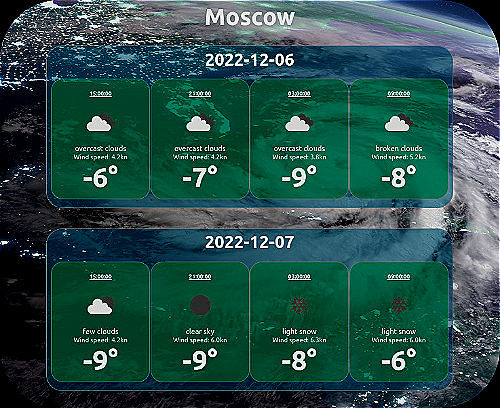 Moscow
2022-12-06
15:00:00 21:00:00 03:00:00 09:00:00
overcast clouds overcast clouds overcast clouds broken clouds
Wind speed: 4.2kn Wind speed: 4.2kn Wind speed: 3.8kn Wind speed: 5.2kn
-6° -7° -9° -8°
2022-12-07
15:00:00 21:00:00 03:00:00 09:00:00
few clouds clear sky light snow light snow
Wind speed: 4.2kn Wind speed: 6.0kn Wind speed: 6.3kn Wind speed: 6.0kn
-9° -9° -8° -6°